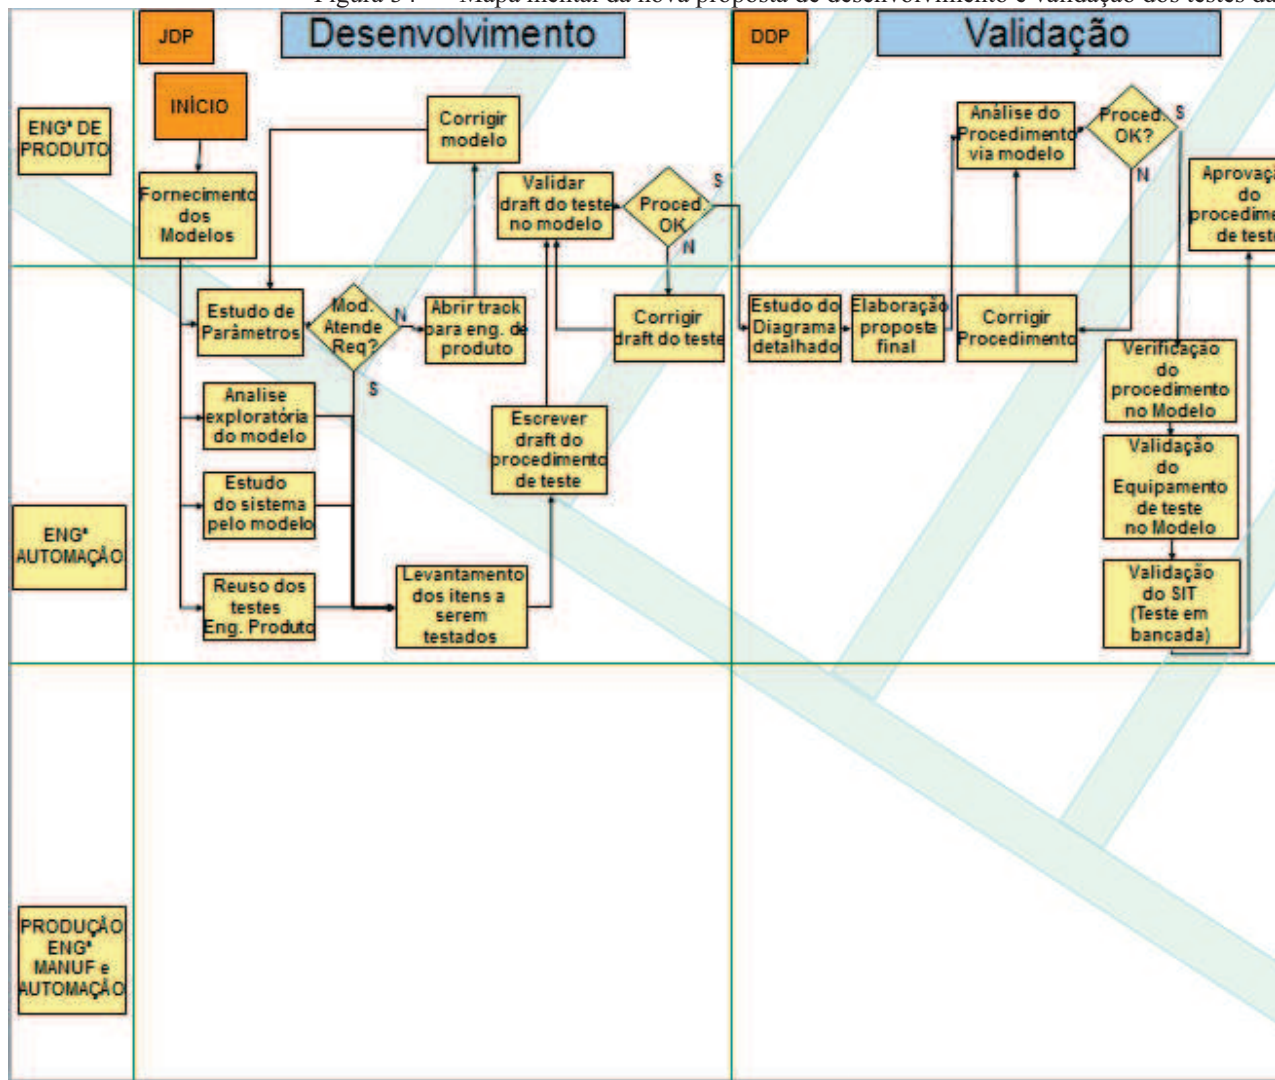 JDP
Desenvolvimento
DDP
Validação
INÍCIO
ENGª DE
PRODUTO
Fornecimento
dos
Modelos
Corrigir
modelo
Validar
draft do teste
no modelo
Proced.
OK
S
N
Análise do
Procedimento
via modelo
Proced.
OK?
S
N
do
de teste
Estudo de
Parâmetros
Mod.
Atende
Req?
N
S
Abrir track
para eng. de
produto
Corrigir
draft do teste
Estudo do
Diagrama
detalhado
Elaboração
proposta
final
Corrigir
Procedimento
Verificação
do
procedimento
no Modelo
Analise
exploratória
do modelo
Escrever
draft do
procedimento
de teste
Validação
do
Equipamento
de teste
no Modelo
Estudo
do sistema
pelo modelo
ENGª
AUTOMAÇÃO
Reuso dos
testes
Eng. Produto
Levantamento
dos itens a
serem
testados
Validação
do SIT
(Teste em
bancada)
PRODUÇÃO
ENGª
MANUF e
AUTOMAÇÃO